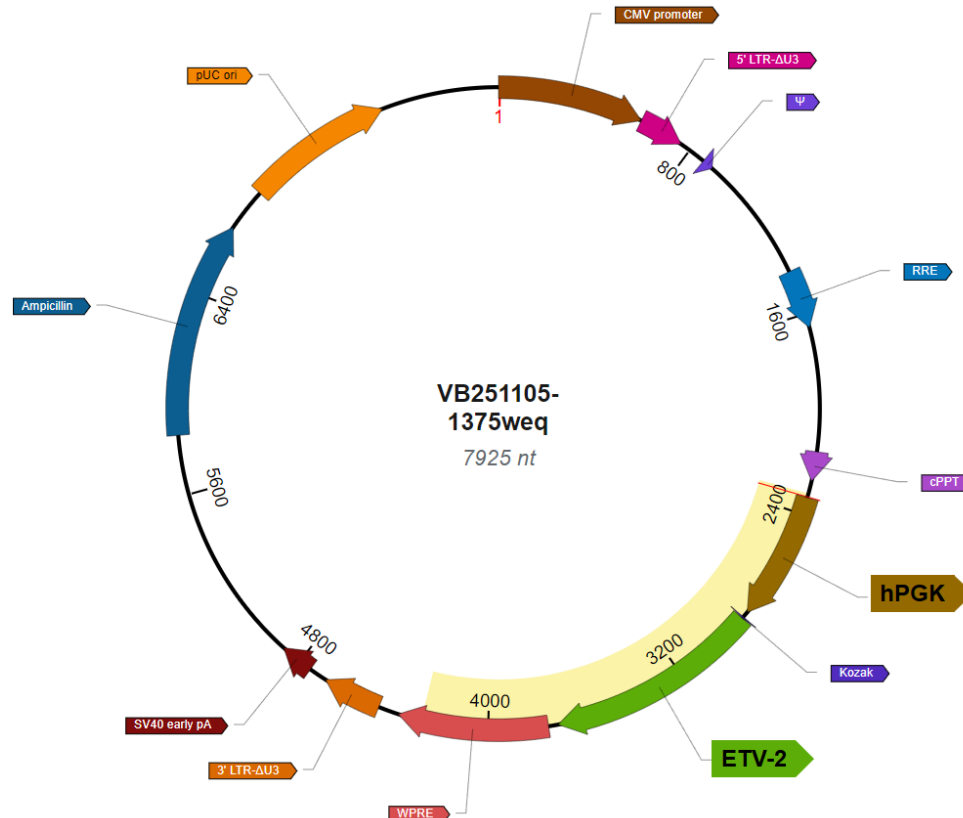 CMV promoter
5' LTR-ΔU3
pUC ori
Ψ
1
800
RRE
Ampicillin
6400
1600
VB251105-
1375weq
7925 nt
cPPT
5600
2400
hPGK
Kozak
3200
4800
4000
SV40 early pA
ETV-2
3' LTR-ΔU3
WPRE